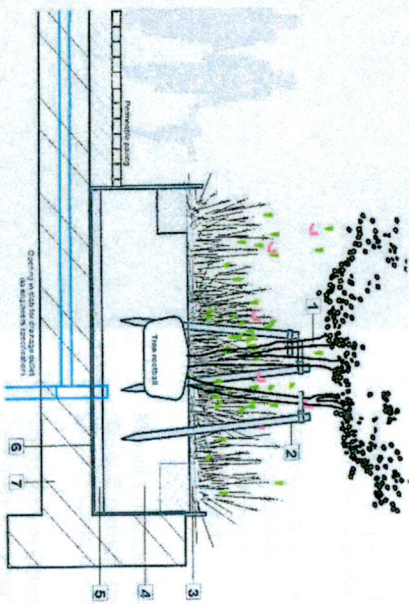 Permeable paving
Tree rootball
Opening in slab for drainage outlet
(to engineers specification)
1
2
3
4
5
6
7